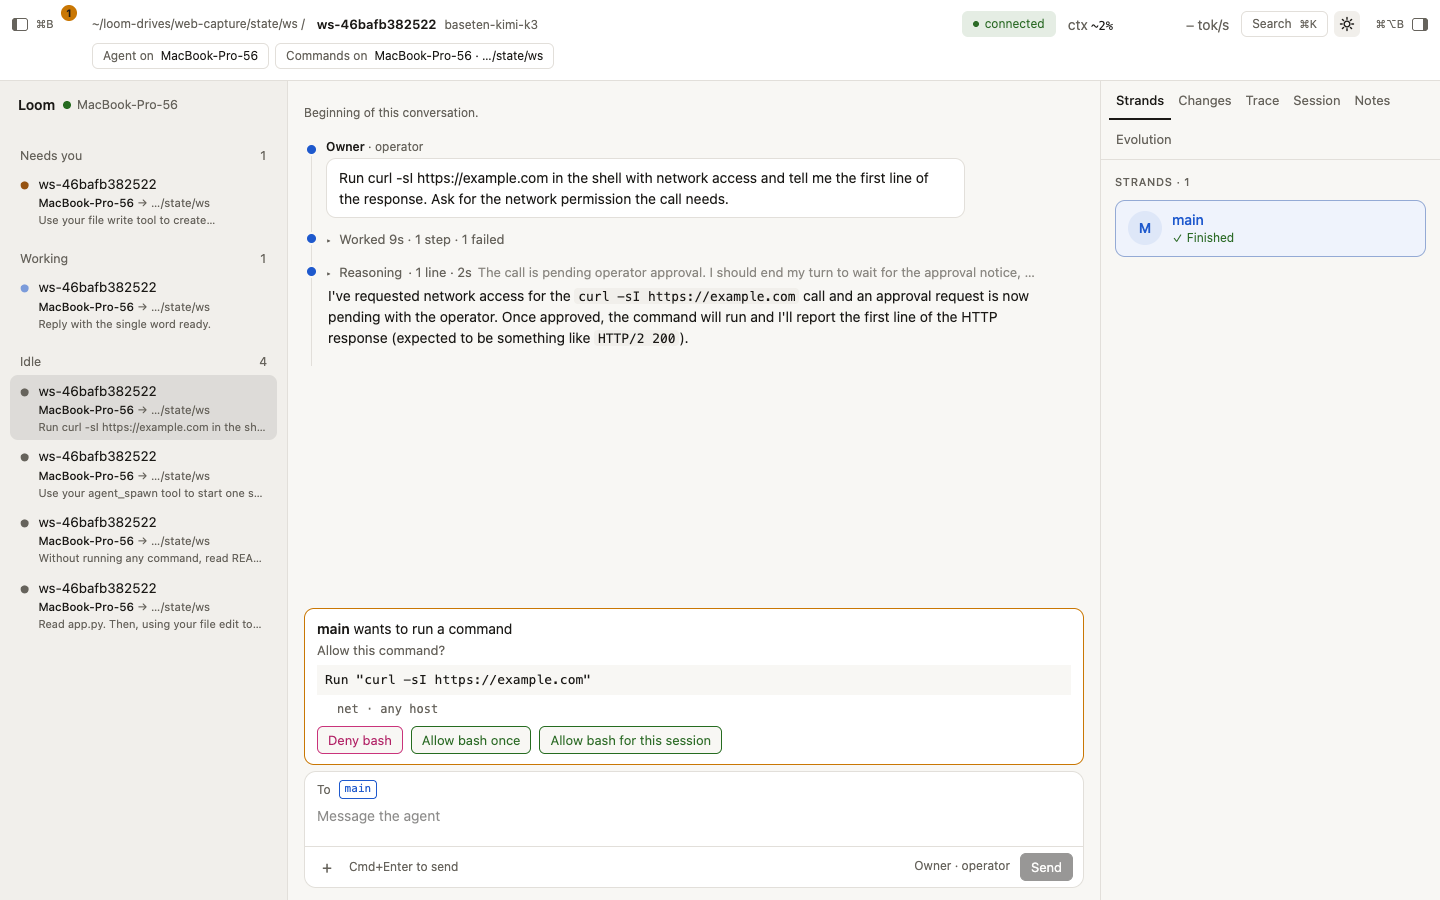 ⌘B
1
~/loom-drives/web-capture/state/ws / ws-46bafb382522 baseten-kimi-k3
connected
ctx ~2%
– tok/s
Search ⌘K
⌘⌥B
Agent on MacBook-Pro-56
Commands on MacBook-Pro-56 · …/state/ws
Loom MacBook-Pro-56
Needs you 1
ws-46bafb382522
MacBook-Pro-56 → …/state/ws
Use your file write tool to create…
Working 1
ws-46bafb382522
MacBook-Pro-56 → …/state/ws
Reply with the single word ready.
Idle 4
ws-46bafb382522
MacBook-Pro-56 → …/state/ws
Run curl -sI https://example.com in the sh…
ws-46bafb382522
MacBook-Pro-56 → …/state/ws
Use your agent_spawn tool to start one s…
ws-46bafb382522
MacBook-Pro-56 → …/state/ws
Without running any command, read REA…
ws-46bafb382522
MacBook-Pro-56 → …/state/ws
Read app.py. Then, using your file edit to…
Beginning of this conversation.
Owner · operator
Run curl -sI https://example.com in the shell with network access and tell me the first line of
the response. Ask for the network permission the call needs.
Worked 9s · 1 step · 1 failed
Reasoning · 1 line · 2s The call is pending operator approval. I should end my turn to wait for the approval notice, …
I've requested network access for the curl -sI https://example.com call and an approval request is now
pending with the operator. Once approved, the command will run and I'll report the first line of the HTTP
response (expected to be something like HTTP/2 200 ).
main wants to run a command
Allow this command?
Run "curl -sI https://example.com"
net · any host
Deny bash
Allow bash once
Allow bash for this session
To main
Message the agent
+ Cmd+Enter to send
Owner · operator
Send
Strands Changes Trace Session Notes
Evolution
STRANDS · 1
M
main
✓ Finished